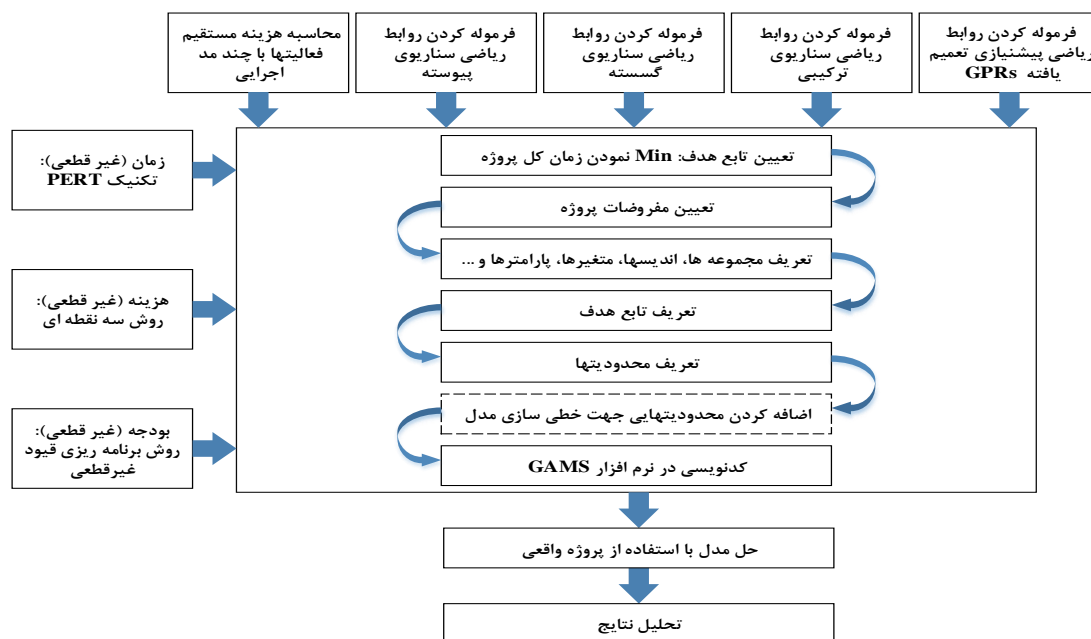 فرموله کردن روابط
ریاضی پیشنیازی تعمیم
یافته GPRs
فرموله کردن روابط
ریاضی سناریوی
ترکیبی
فرموله کردن روابط
ریاضی سناریوی
گسسته
فرموله کردن روابط
ریاضی سناریوی
پیوسته
محاسبه هزینه مستقیم
فعالیتها با چند مد
اجرایی
زمان (غیر قطعی):
تکنیک PERT
هزینه (غیر قطعی):
روش سه نقطه ای
بودجه (غیر قطعی):
روش برنامه ریزی قیود
غیرقطعی
تعیین تابع هدف: Min نمودن زمان کل پروژه
تعیین مفروضات پروژه
تعریف مجموعه ها، اندیسها، متغیرها، پارامترها و ...
تعریف تابع هدف
تعریف محدودیتها
اضافه کردن محدودیتهایی جهت خطی سازی مدل
کدنویسی در نرم افزار GAMS
حل مدل با استفاده از پروژه واقعی
تحلیل نتایج